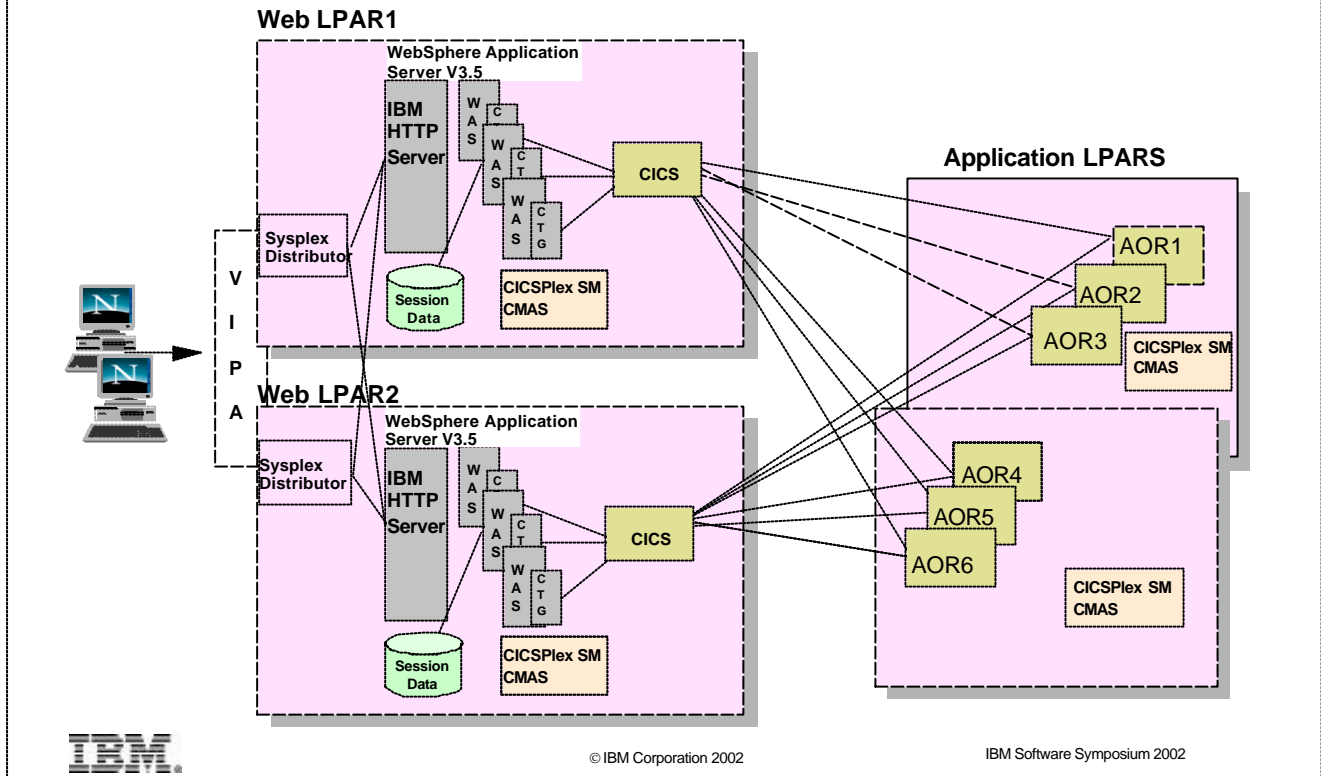 Web LPAR1
WebSphere Application
Server V3.5
IBM
HTTP
Server
W
A
S
C
W
A
S
C
T
W
A
S
C
T
G
CICS
Sysplex
Distributor
Session
Data
CICSPlex SM
CMAS
V
I
P
A
N
N
Web LPAR2
WebSphere Application
Server V3.5
IBM
HTTP
Server
W
A
S
C
W
A
S
C
T
W
A
S
C
T
G
CICS
Sysplex
Distributor
Session
Data
CICSPlex SM
CMAS
Application LPARS
AOR1
AOR2
AOR3
CICSPlex SM
CMAS
AOR4
AOR5
AOR6
CICSPlex SM
CMAS
IBM.
© IBM Corporation 2002
IBM Software Symposium 2002